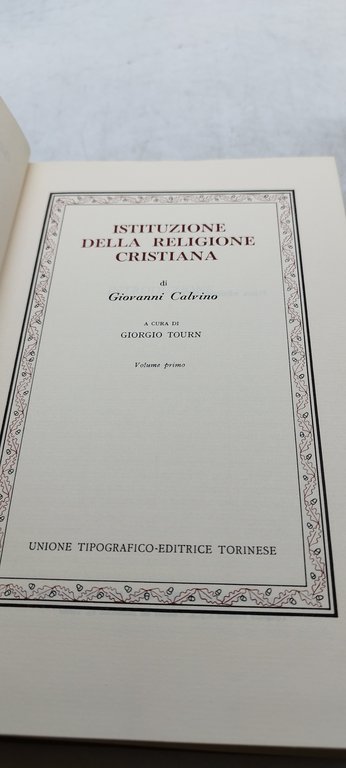 ISTITUZIONE
DELLA RELIGIONE
CRISTIANA
di
Giovanni Calvino
A CURA DI
GIORGIO TOURN
Volume primo
UNIONE TIPOGRAFICO-EDITRICE TORINESE